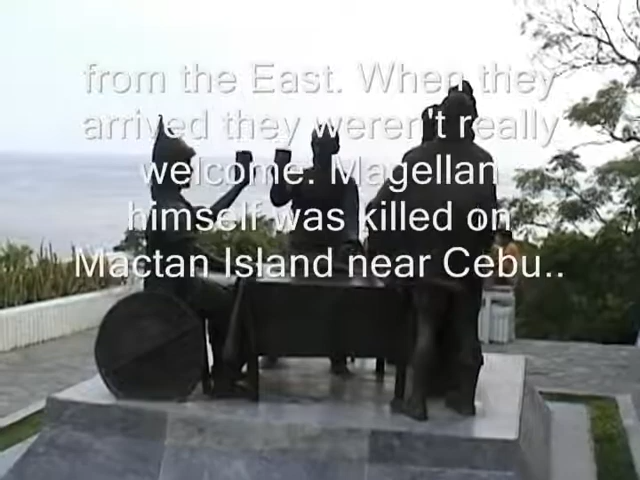 from the East. When they
arrived they weren't really
welcome. Magellan
himself was killed on
Mactan Island near Cebu..